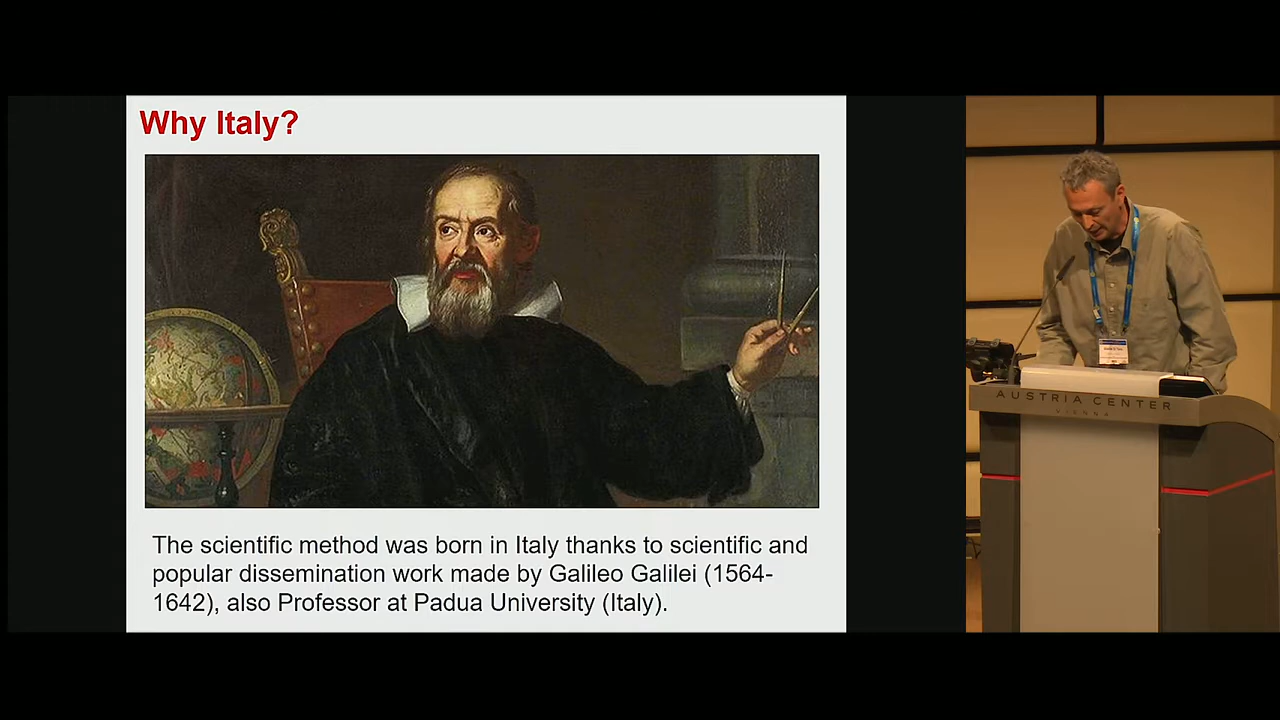 Why Italy?
The scientific method was born in Italy thanks to scientific and
popular dissemination work made by Galileo Galilei (1564-
1642), also Professor at Padua University (Italy).
AUSTRIA CENTER
VIENNA